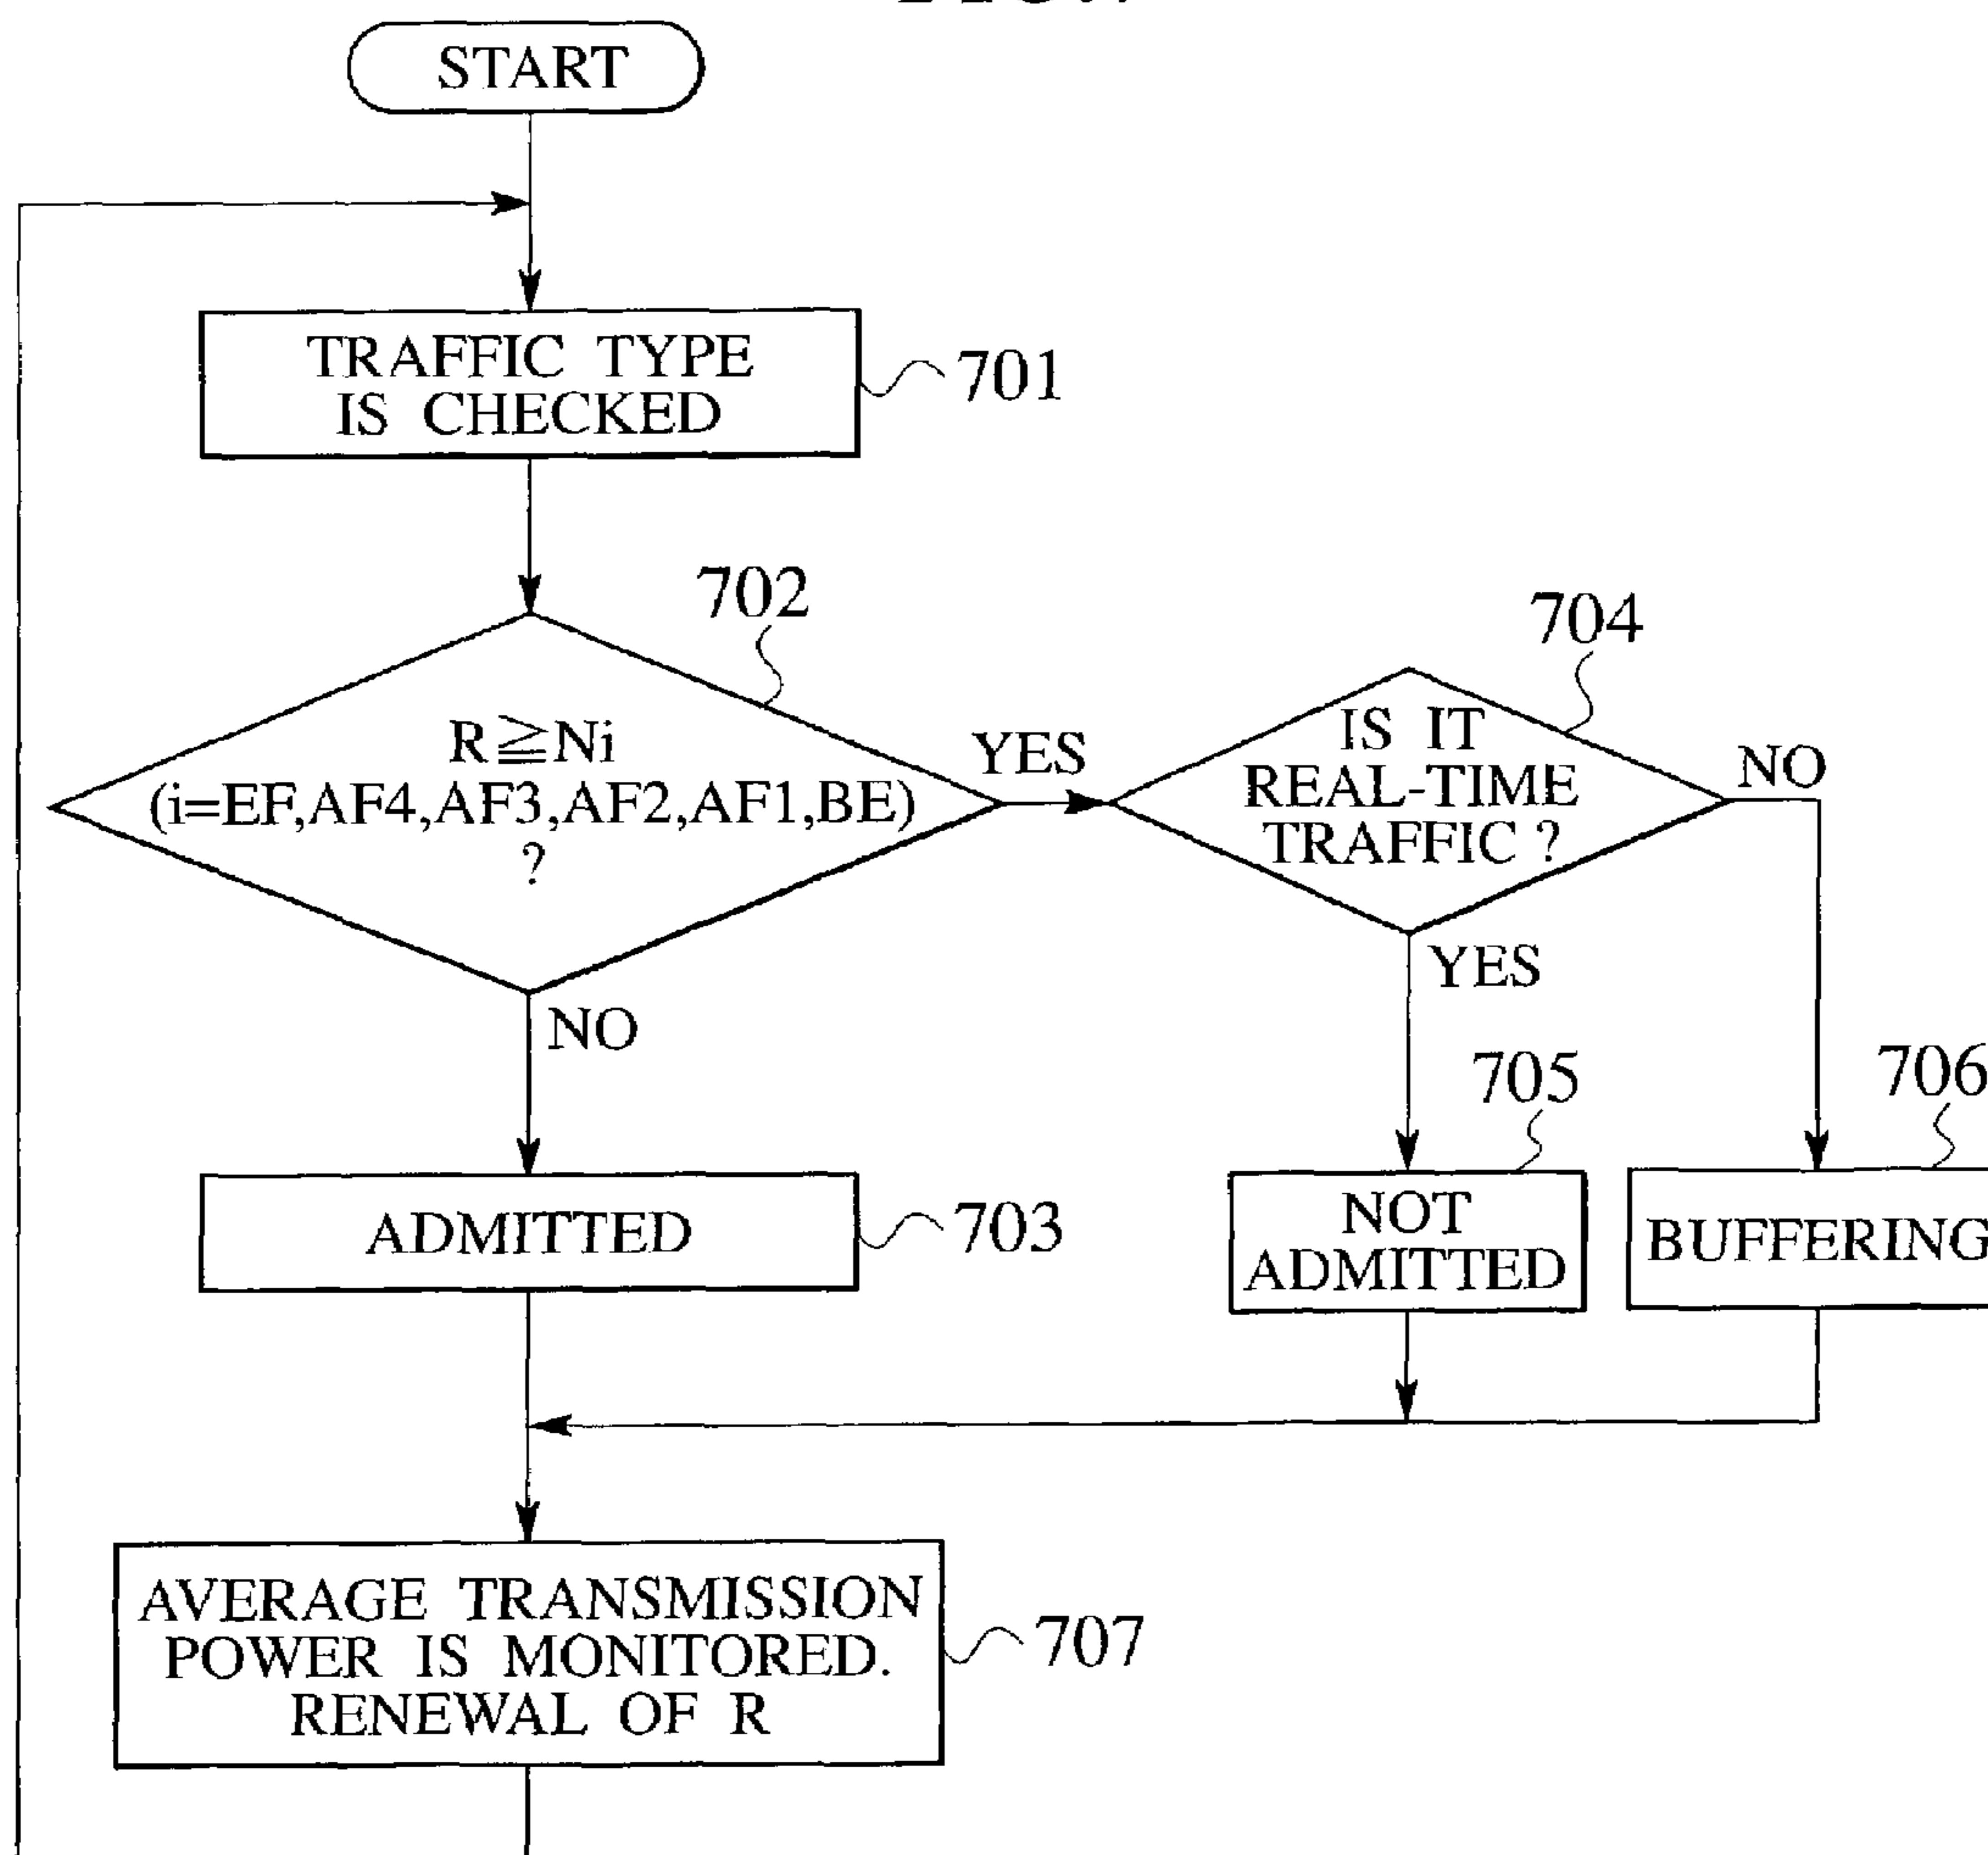 START
TRAFFIC TYPE
IS CHECKED
701
702
R≧Ni
(i=EF,AF4,AF3,AF2,AF1,BE)
?
YES
NO
704
IS IT
REAL-TIME
TRAFFIC ?
NO
YES
705
706
ADMITTED
703
NOT
ADMITTED
BUFFERING
AVERAGE TRANSMISSION
POWER IS MONITORED.
RENEWAL OF R
707